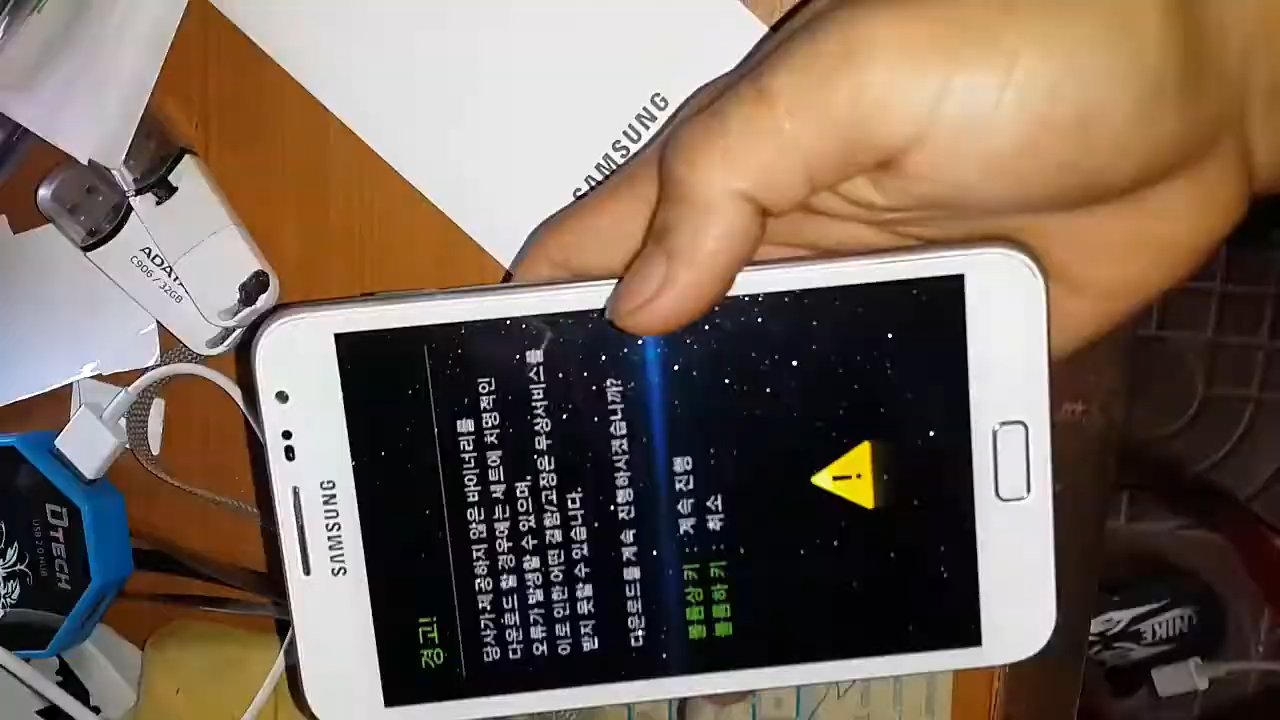 SAMSUNG
ADATA
C906 / 32GB
DTECH
USB 2.0 HUB
SAMSUNG
경고!
당사가 제공하지 않은 바이너리를
다운로드 할 경우에는 세트에 치명적인
오류가 발생할 수 있으며,
이로 인한 어떤 결함/고장은 무상서비스를
받지 못할 수 있습니다.
다운로드를 계속 진행하시겠습니까?
볼륨상 키 : 계속 진행
볼륨하 키 : 취소
NIKE